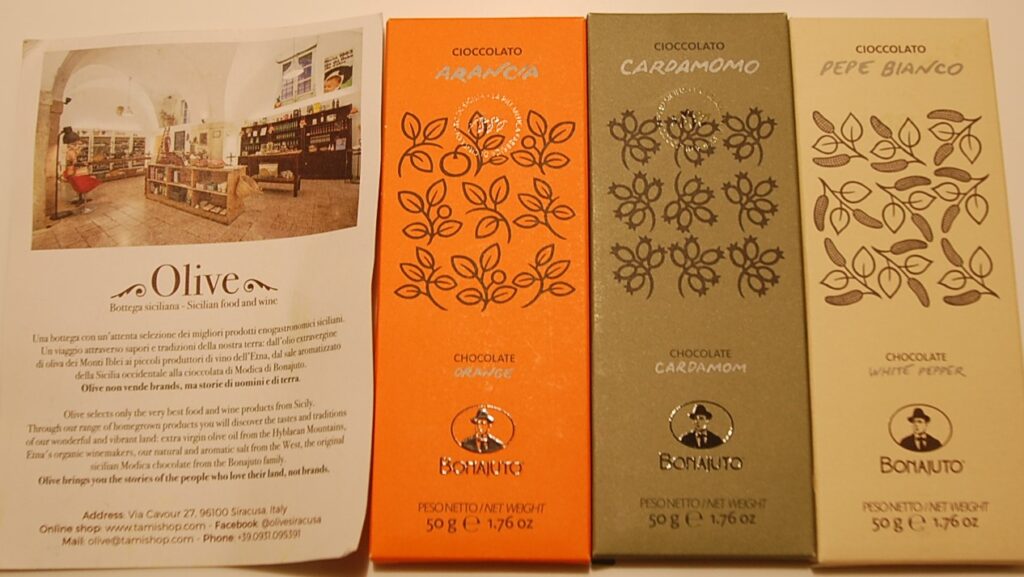 Olive
Bottega siciliana - Sicilian food and wine
Una bottega con un'attenta selezione dei migliori prodotti enogastronomici siciliani.
Un viaggio attraverso sapori e tradizioni della nostra terra: dall'olio extravergine
di oliva dei Monti Iblei ai piccoli produttori di vino dell'Etna, dal sale aromatizzato
della Sicilia occidentale alla cioccolata di Modica di Bonajuto.
Olive non vende brands, ma storie di uomini e di terra.
Olive selects only the very best food and wine products from Sicily.
Through our range of homegrown products you will discover the tastes and traditions
of our wonderful and vibrant land: extra virgin olive oil from the Hyblaean Mountains,
Etna's organic winemakers, our natural and aromatic salt from the West, the original
sicilian Modica chocolate from the Bonajuto family.
Olive brings you the stories of the people who love their land, not brands.
Address: Via Cavour 27, 96100 Siracusa, Italy
Online shop: www.tamishop.com - Facebook: @olivesiracusa
Mail: olive@tamishop.com - Phone: +39.0931.095391
CIOCCOLATO
ARANCIA
CHOCOLATE
ORANGE
BONAJUTO
PESO NETTO / NET WEIGHT
50 g ℮ 1,76 oz
CIOCCOLATO
CARDAMOMO
CHOCOLATE
CARDAMOM
BONAJUTO
PESO NETTO / NET WEIGHT
50 g ℮ 1,76 oz
CIOCCOLATO
PEPE BIANCO
CHOCOLATE
WHITE PEPPER
BONAJUTO
PESO NETTO / NET WEIGHT
50 g ℮ 1,76 oz